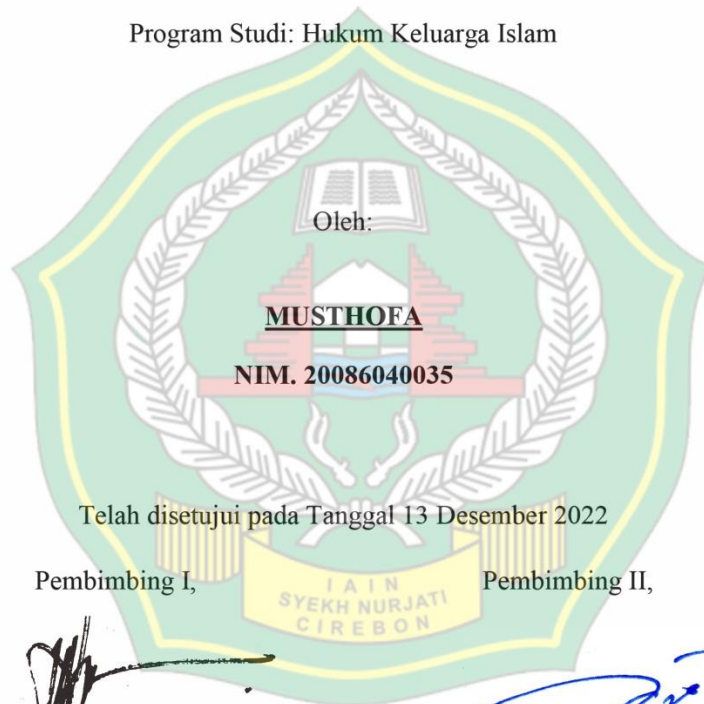 Program Studi: Hukum Keluarga Islam
Oleh:
MUSTHOFA
NIM. 20086040035
Telah disetujui pada Tanggal 13 Desember 2022
Pembimbing I, Pembimbing II,
IAIN
SYEKH NURJATI
CIREBON